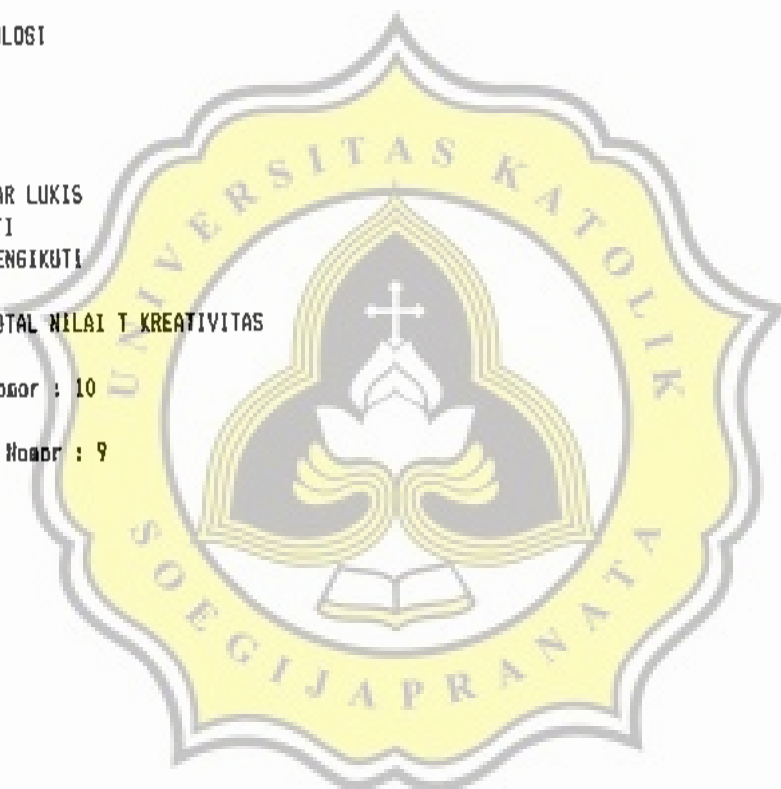 LOGI
AR LUKIS
TI
ENGIKUTI
OTAL NILAI T KREATIVITAS
omor : 10
Nomor : 9
UNIVERSITAS KATOLIK
SOEGIJAPRANATA